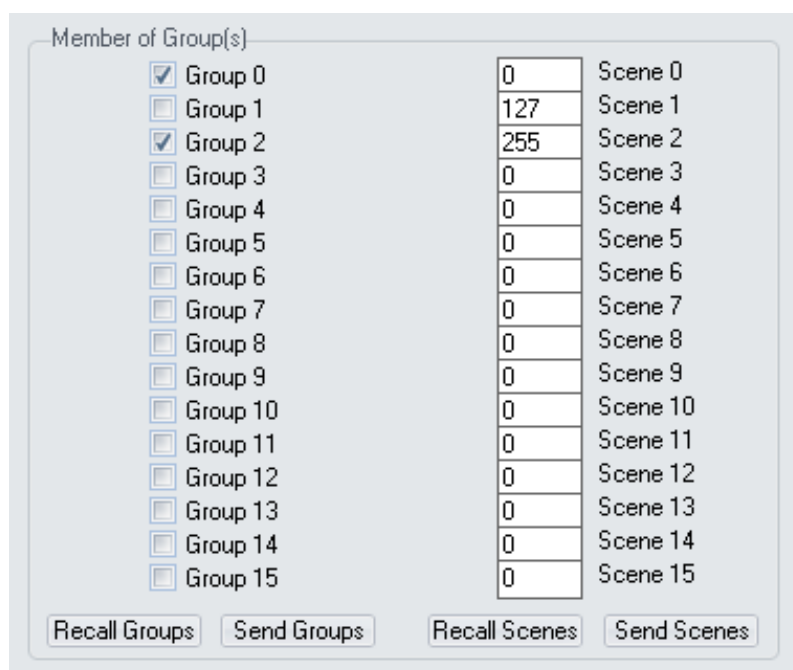 Member of Group(s)
Group 0 0 Scene 0
Group 1 127 Scene 1
Group 2 255 Scene 2
Group 3 0 Scene 3
Group 4 0 Scene 4
Group 5 0 Scene 5
Group 6 0 Scene 6
Group 7 0 Scene 7
Group 8 0 Scene 8
Group 9 0 Scene 9
Group 10 0 Scene 10
Group 11 0 Scene 11
Group 12 0 Scene 12
Group 13 0 Scene 13
Group 14 0 Scene 14
Group 15 0 Scene 15
Recall Groups Send Groups Recall Scenes Send Scenes